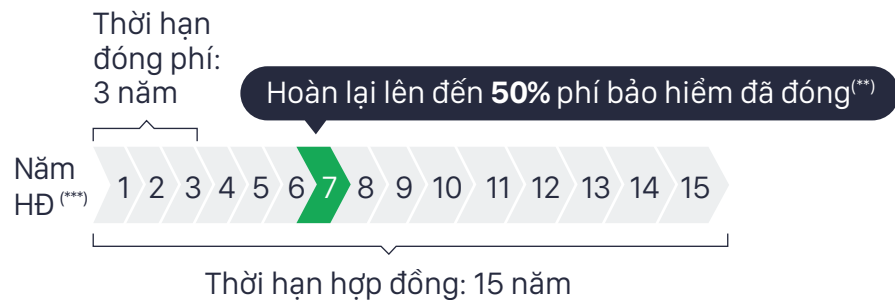 Thời hạn
đóng phí:
3 năm
Hoàn lại lên đến 50% phí bảo hiểm đã đóng(**)
Năm
HĐ (***)
1 2 3 4 5 6 7 8 9 10 11 12 13 14 15
Thời hạn hợp đồng: 15 năm